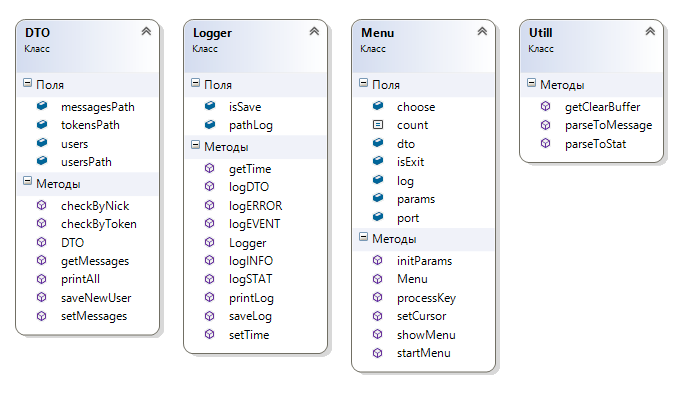 DTO
Класс
Поля
messagesPath
tokensPath
users
usersPath
Методы
checkByNick
checkByToken
DTO
getMessages
printAll
saveNewUser
setMessages
Logger
Класс
Поля
isSave
pathLog
Методы
getTime
logDTO
logERROR
logEVENT
Logger
logINFO
logSTAT
printLog
saveLog
setTime
Menu
Класс
Поля
choose
count
dto
isExit
log
params
port
Методы
initParams
Menu
processKey
setCursor
showMenu
startMenu
Utill
Класс
Методы
getClearBuffer
parseToMessage
parseToStat